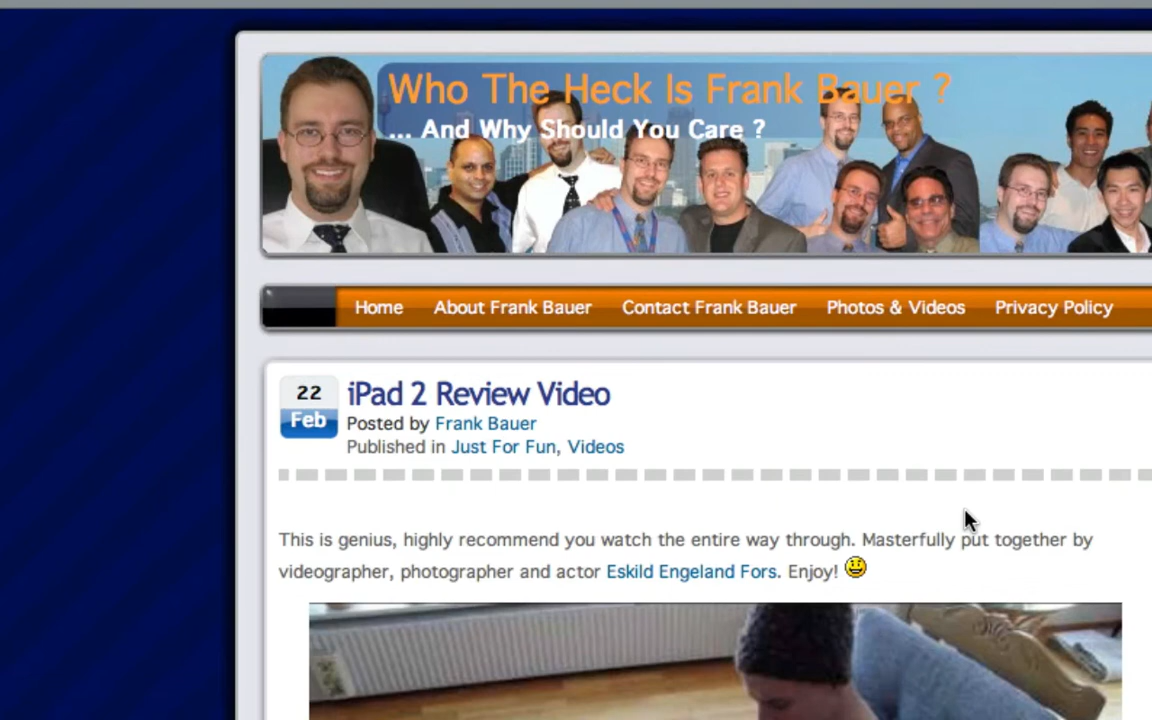 Who The Heck Is Frank Bauer ?
... And Why Should You Care ?
Home About Frank Bauer Contact Frank Bauer Photos & Videos Privacy Policy
22
Feb
iPad 2 Review Video
Posted by Frank Bauer
Published in Just For Fun, Videos
This is genius, highly recommend you watch the entire way through. Masterfully put together by
videographer, photographer and actor Eskild Engeland Fors. Enjoy!